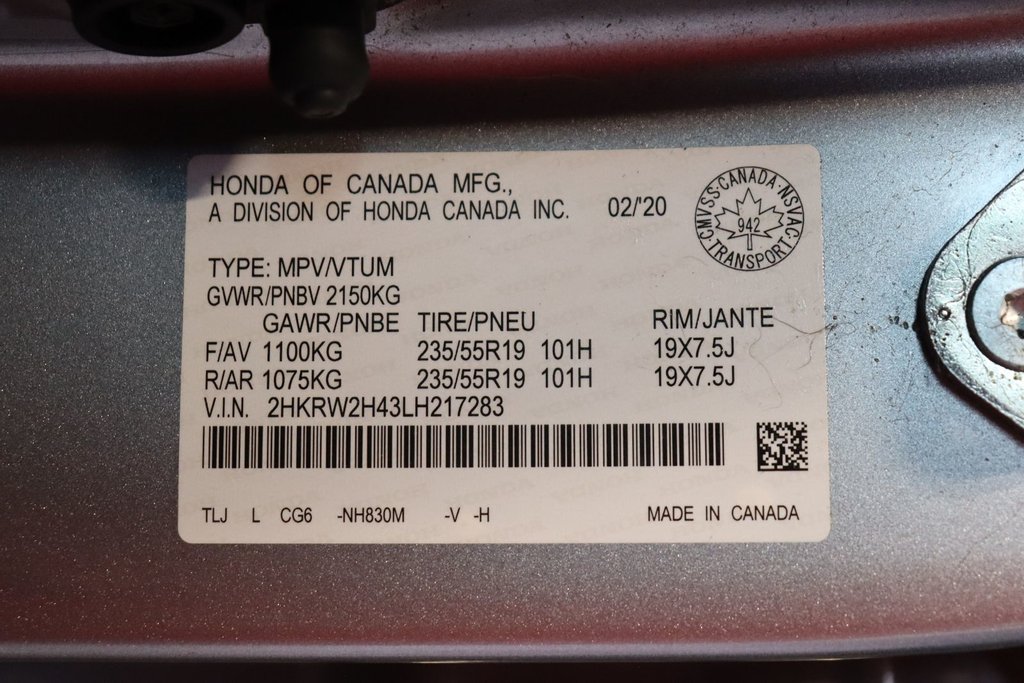 HONDA OF CANADA MFG.,
A DIVISION OF HONDA CANADA INC. 02/'20
CMVSS·CANADA·NSVAC·TRANSPORT·
942
TYPE: MPV/VTUM
GVWR/PNBV 2150KG
GAWR/PNBE TIRE/PNEU RIM/JANTE
F/AV 1100KG 235/55R19 101H 19X7.5J
R/AR 1075KG 235/55R19 101H 19X7.5J
V.I.N. 2HKRW2H43LH217283
TLJ L CG6 -NH830M -V -H MADE IN CANADA